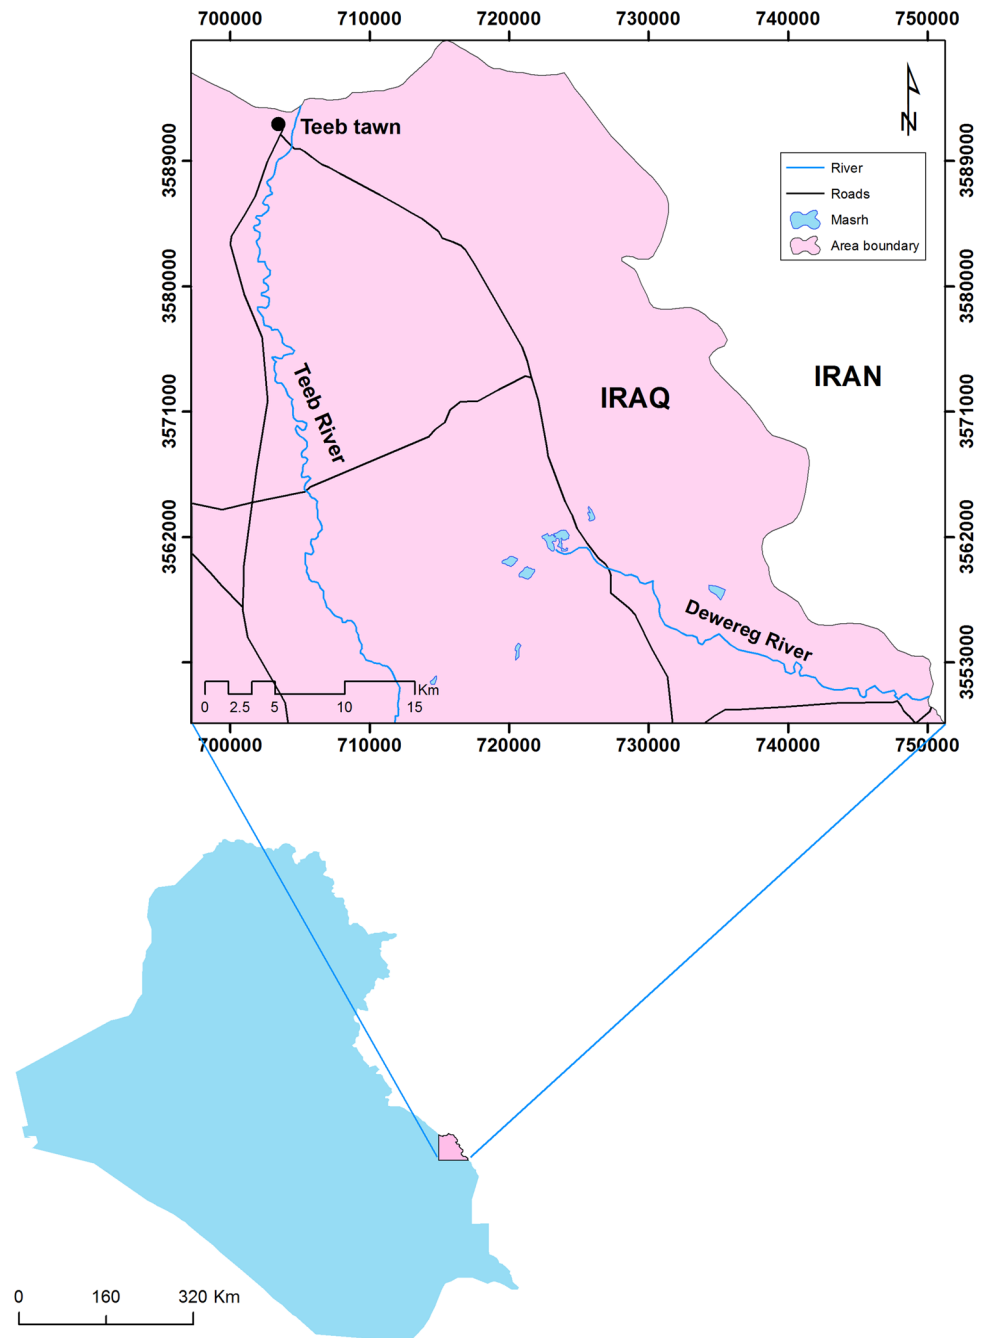 700000 710000 720000 730000 740000 750000
N
Teeb tawn
3589000 3589000
River
Roads
Masrh
Area boundary
3580000 3580000
IRAN
IRAQ
3571000 3571000
Teeb River
3562000 3562000
Dewereg River
3553000
Km
0 2.5 5 10 15
700000 710000 720000 730000 740000 750000
0 160 320 Km